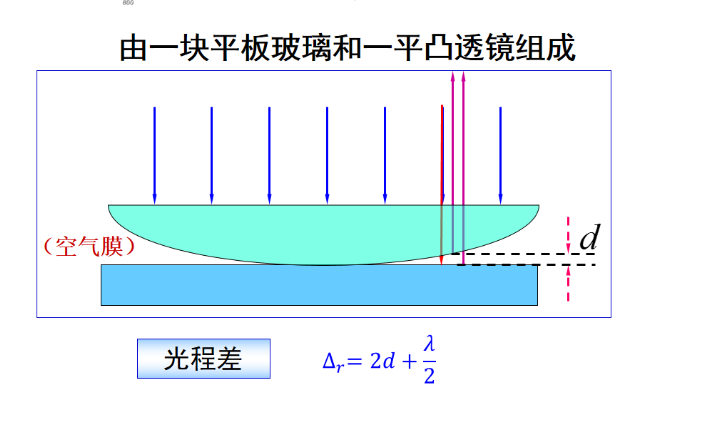 由一块平板玻璃和一平凸透镜组成
（空气膜）
d
光程差
Δᵣ = 2d + λ/2